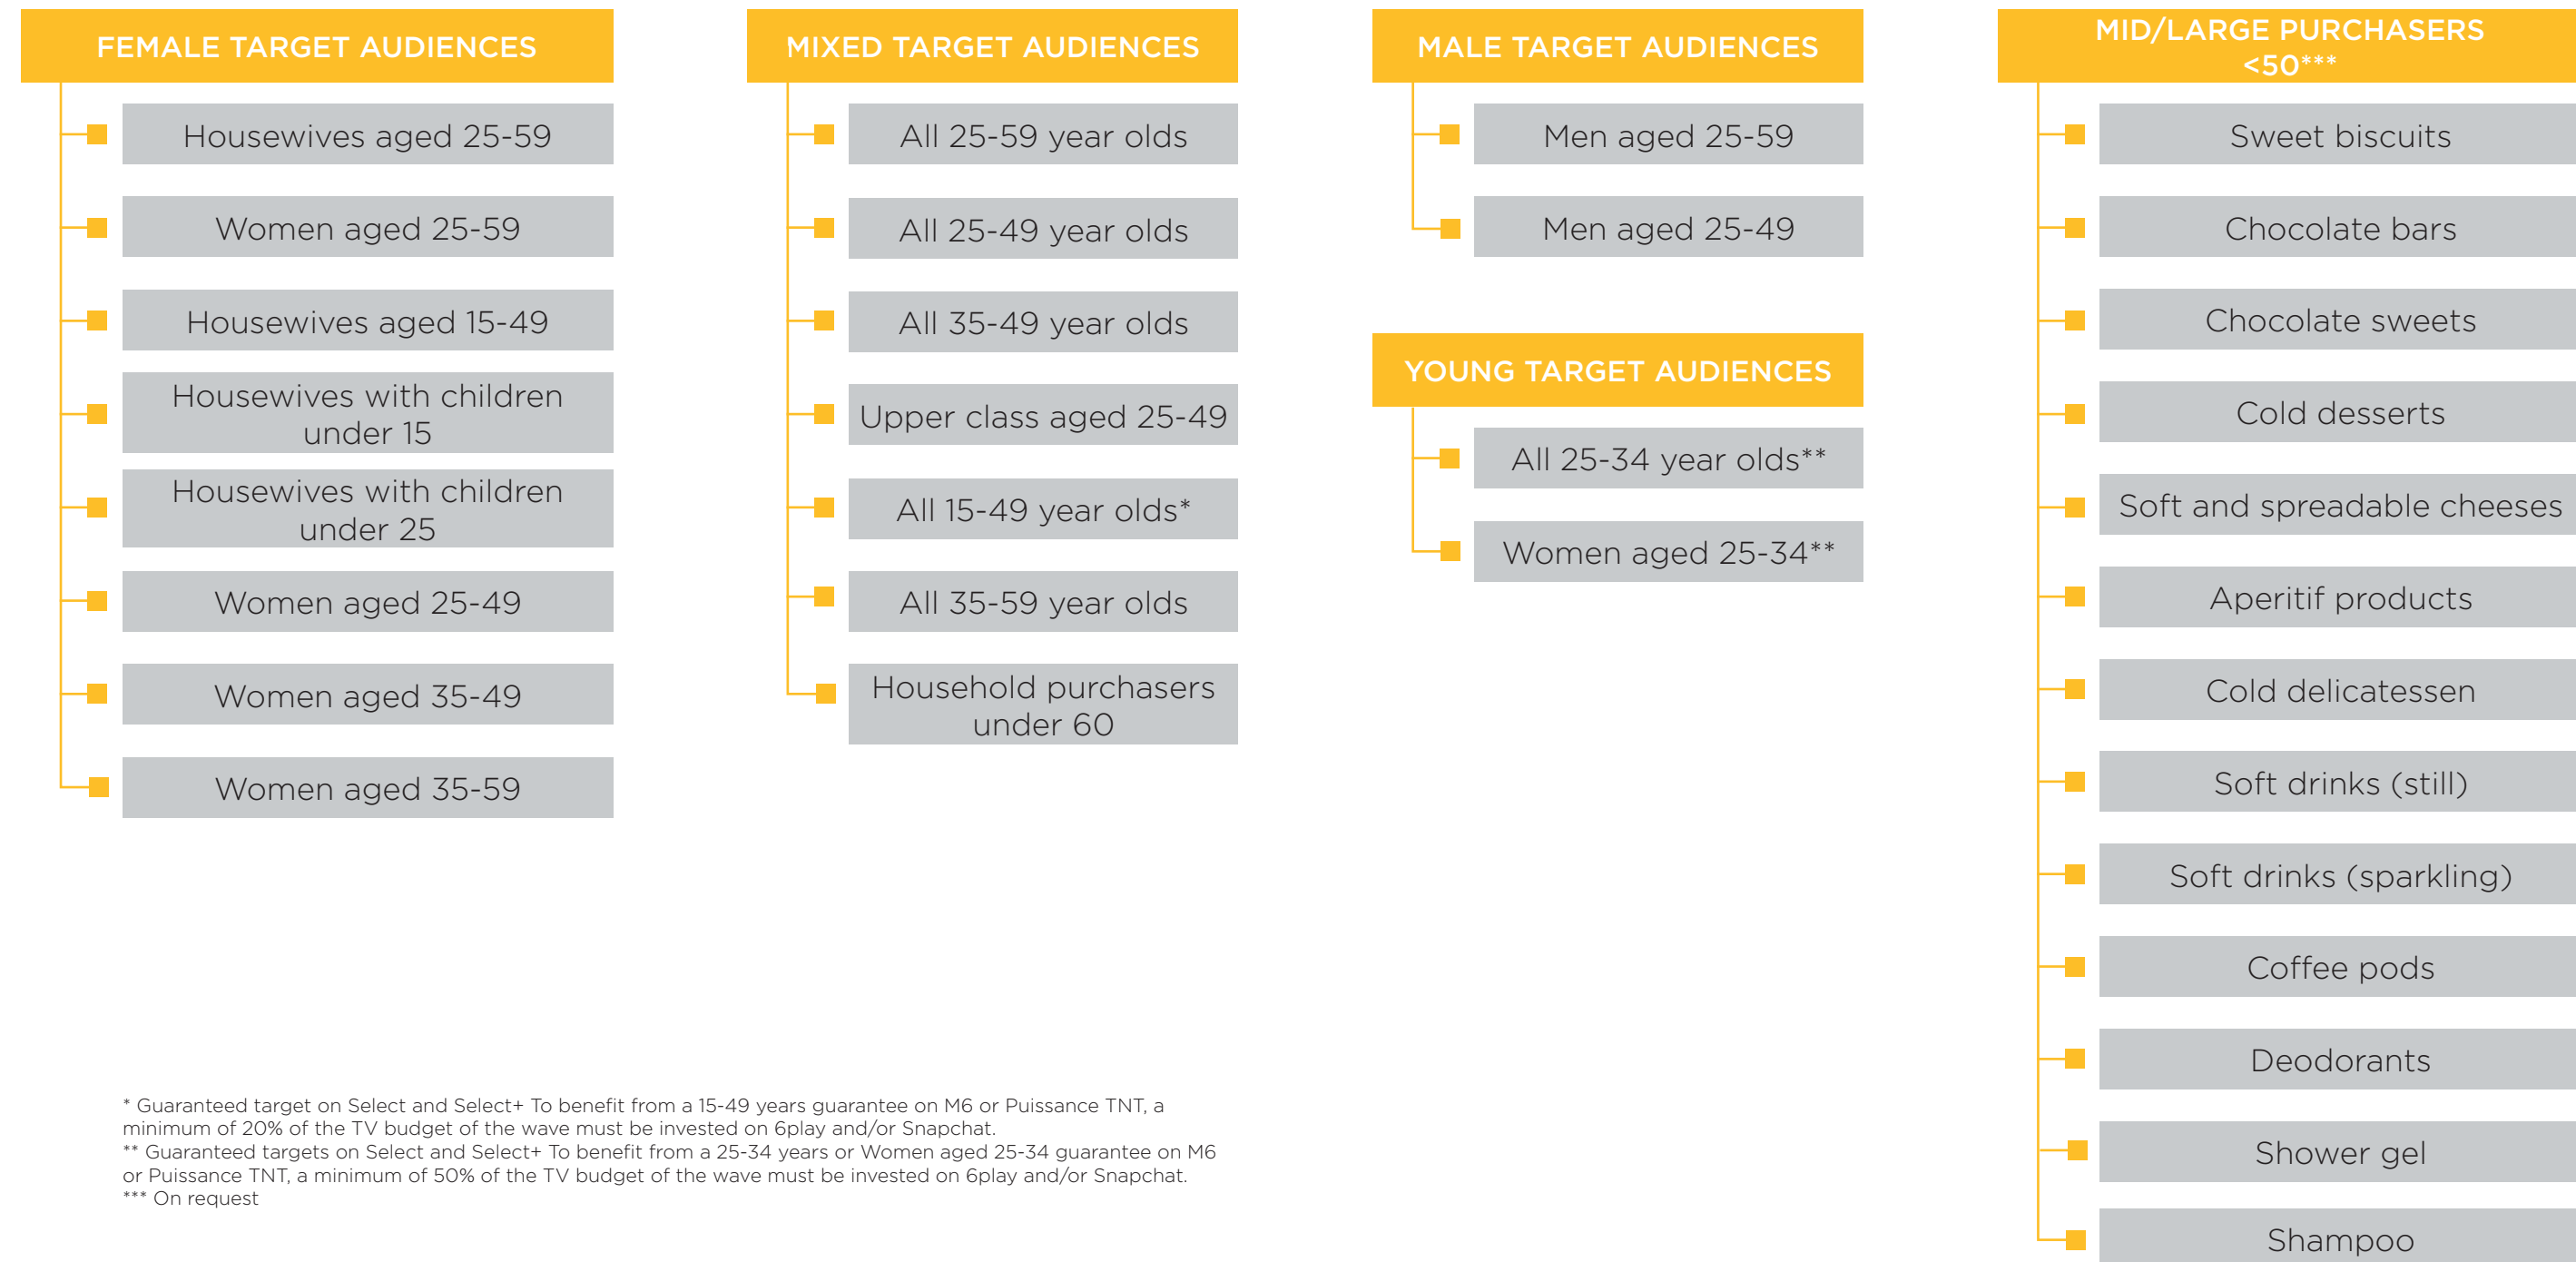 FEMALE TARGET AUDIENCES
Housewives aged 25-59
Women aged 25-59
Housewives aged 15-49
Housewives with children
under 15
Housewives with children
under 25
Women aged 25-49
Women aged 35-49
Women aged 35-59
MIXED TARGET AUDIENCES
All 25-59 year olds
All 25-49 year olds
All 35-49 year olds
Upper class aged 25-49
All 15-49 year olds*
All 35-59 year olds
Household purchasers
under 60
MALE TARGET AUDIENCES
Men aged 25-59
Men aged 25-49
YOUNG TARGET AUDIENCES
All 25-34 year olds**
Women aged 25-34**
MID/LARGE PURCHASERS
<50***
Sweet biscuits
Chocolate bars
Chocolate sweets
Cold desserts
Soft and spreadable cheeses
Aperitif products
Cold delicatessen
Soft drinks (still)
Soft drinks (sparkling)
Coffee pods
Deodorants
Shower gel
Shampoo
* Guaranteed target on Select and Select+ To benefit from a 15-49 years guarantee on M6 or Puissance TNT, a
minimum of 20% of the TV budget of the wave must be invested on 6play and/or Snapchat.
** Guaranteed targets on Select and Select+ To benefit from a 25-34 years or Women aged 25-34 guarantee on M6
or Puissance TNT, a minimum of 50% of the TV budget of the wave must be invested on 6play and/or Snapchat.
*** On request